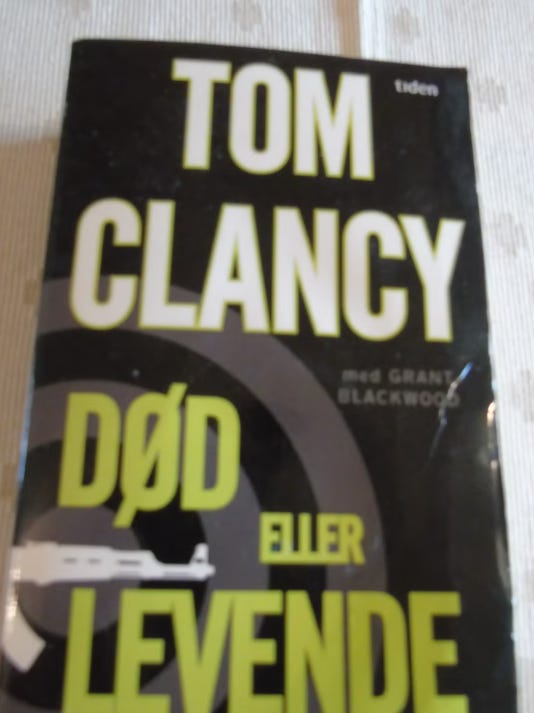 tiden
TOM
CLANCY
med GRANT
BLACKWOOD
DØD
ELLER
LEVENDE